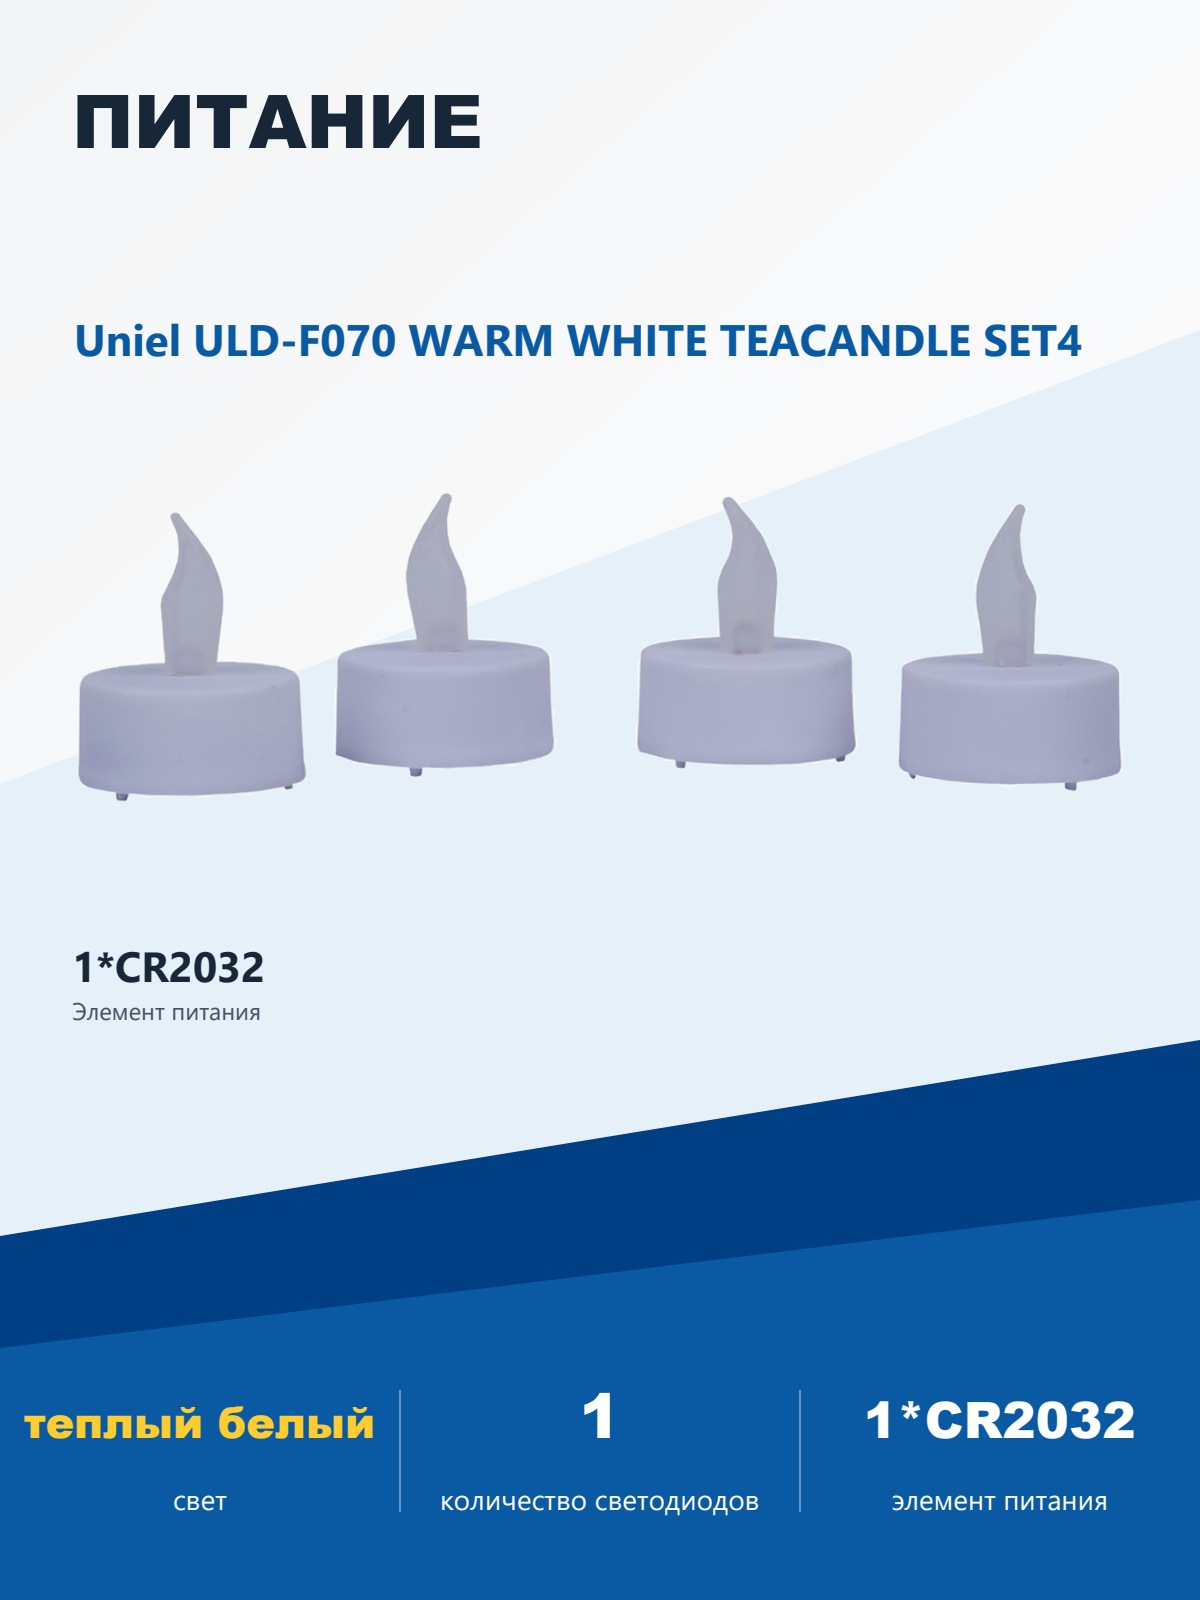 ПИТАНИЕ
Uniel ULD-F070 WARM WHITE TEACANDLE SET4
1*CR2032
Элемент питания
теплый белый
свет
1
количество светодиодов
1*CR2032
элемент питания